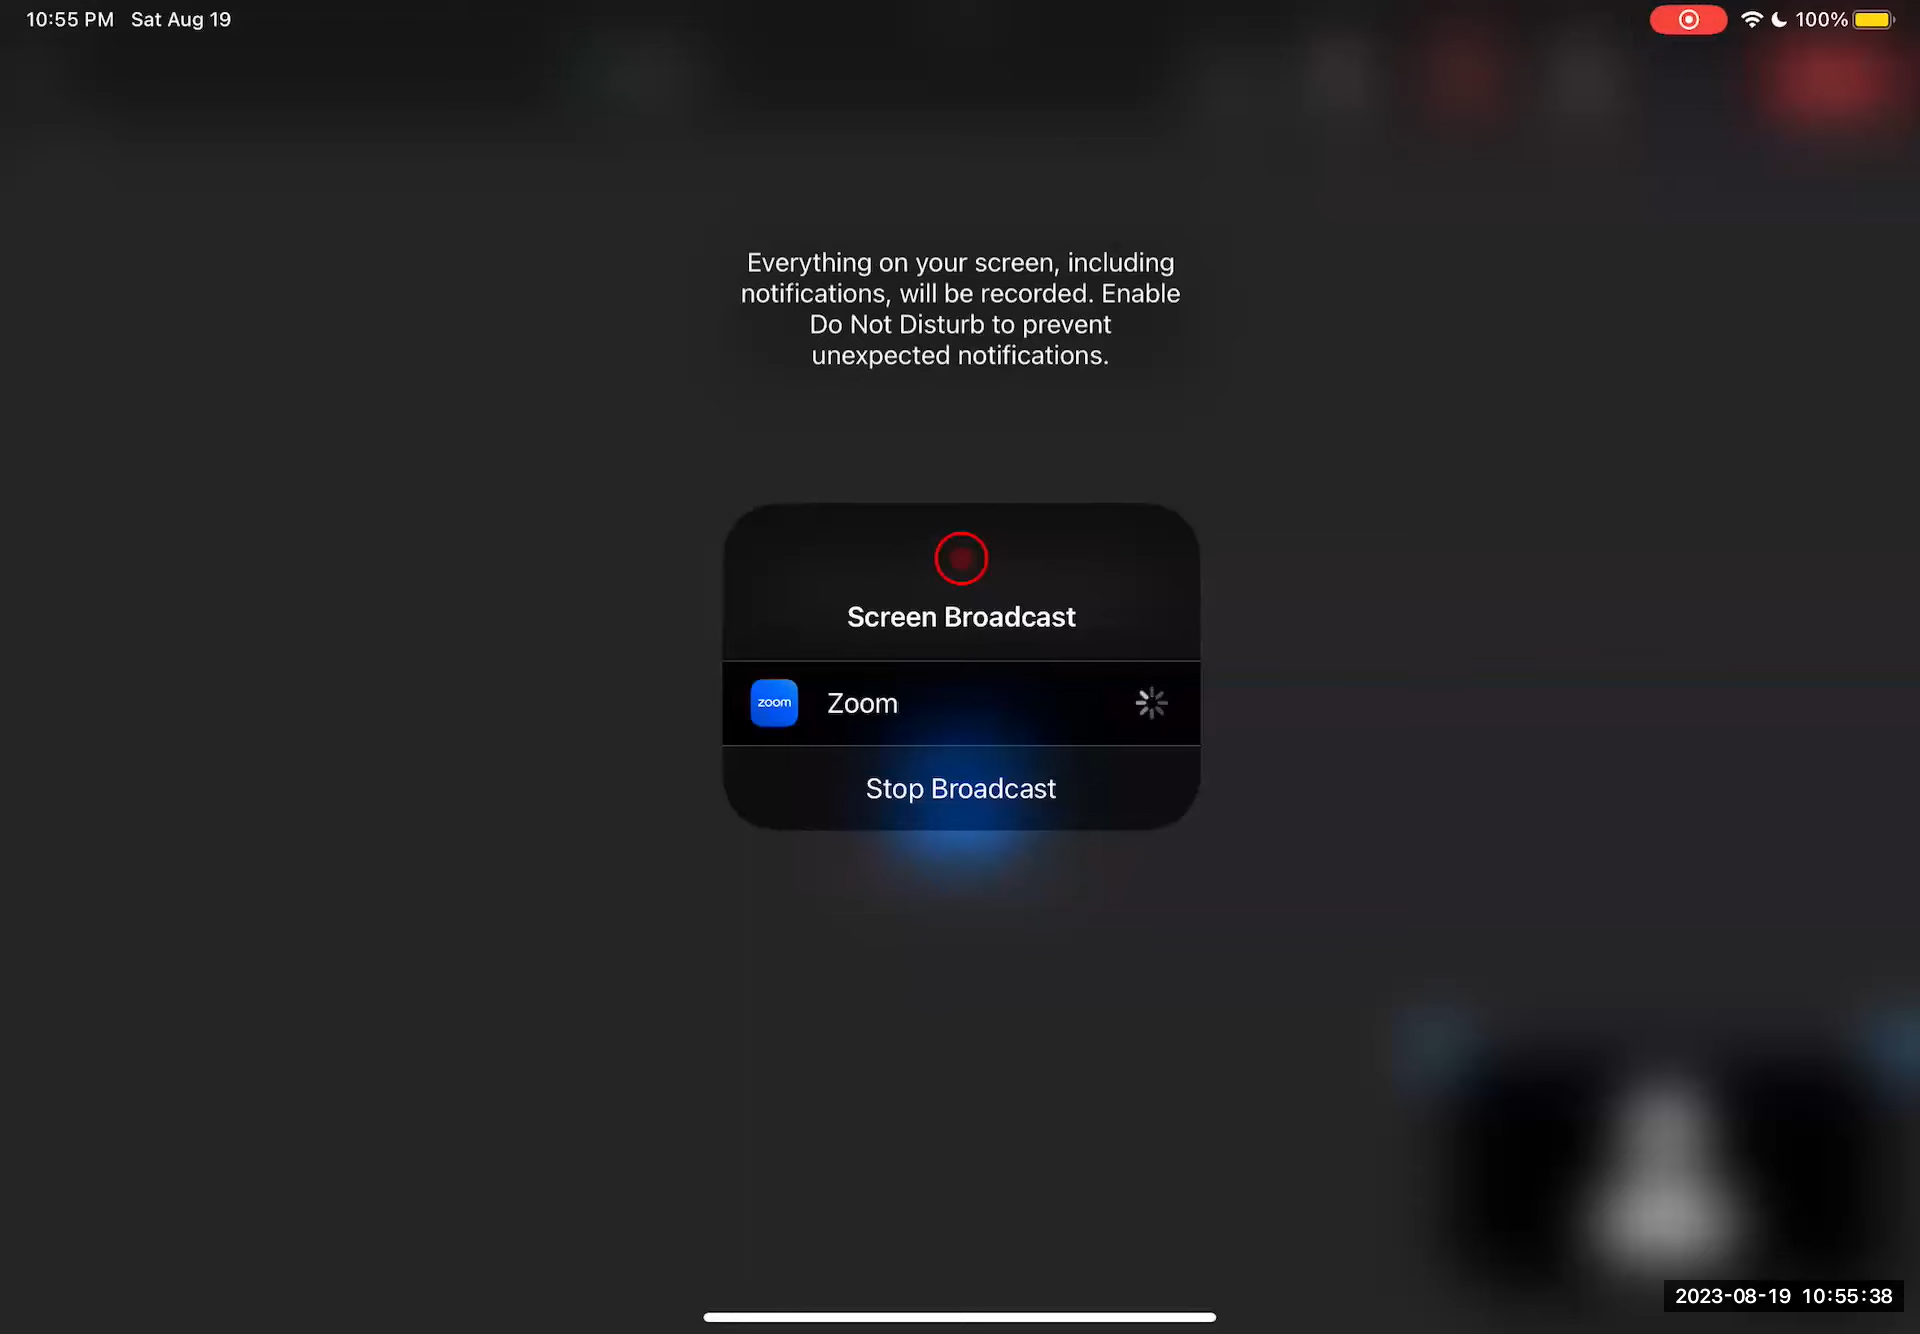 10:55 PM Sat Aug 19
100%
Everything on your screen, including
notifications, will be recorded. Enable
Do Not Disturb to prevent
unexpected notifications.
Screen Broadcast
zoom Zoom
Stop Broadcast
2023-08-19 10:55:38